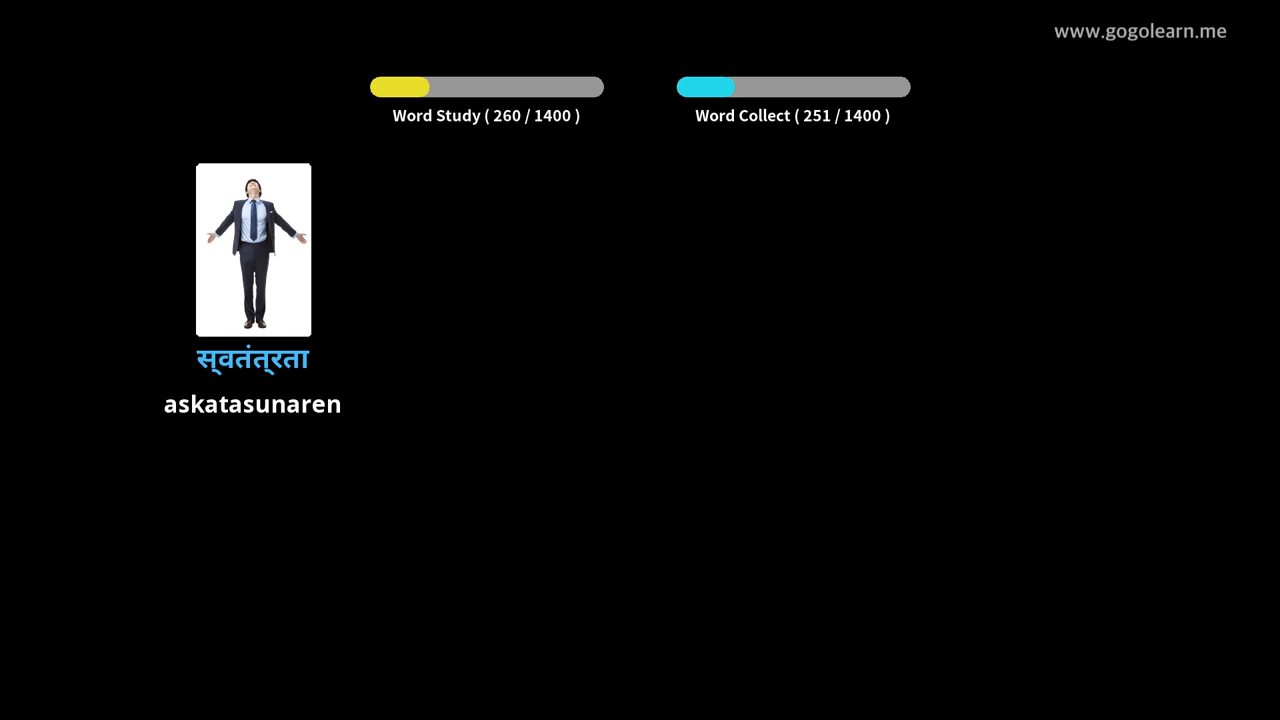 www.gogolearn.me
Word Study ( 260 / 1400 )
Word Collect ( 251 / 1400 )
स्वतंत्रता
askatasunaren